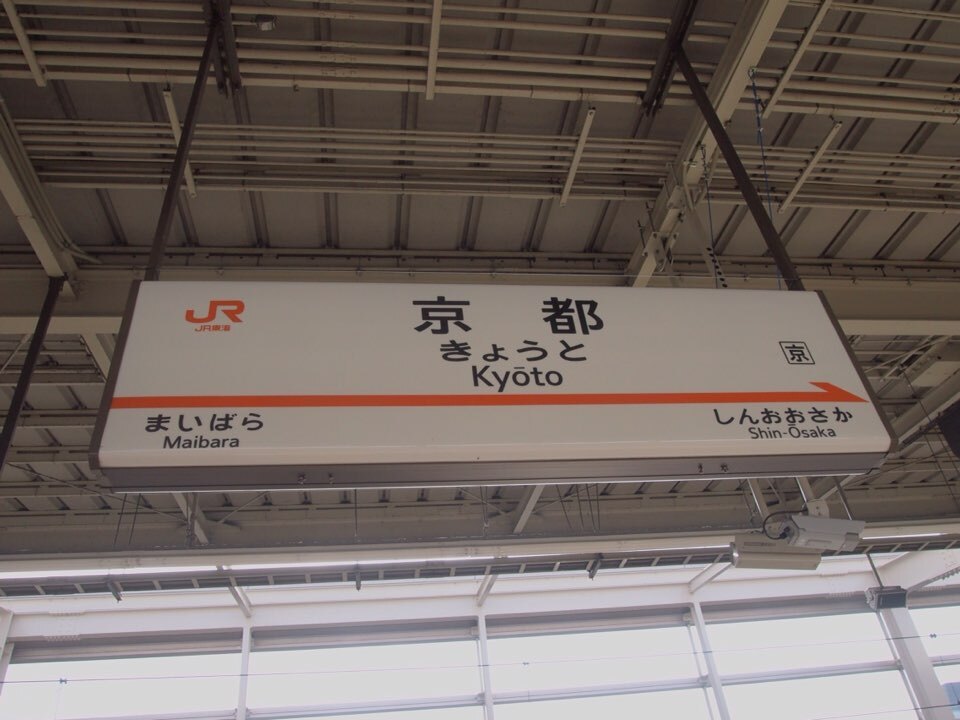 JR
JR東海
京都
きょうと
Kyōto
京
まいばら
Maibara
しんおおさか
Shin-Ōsaka